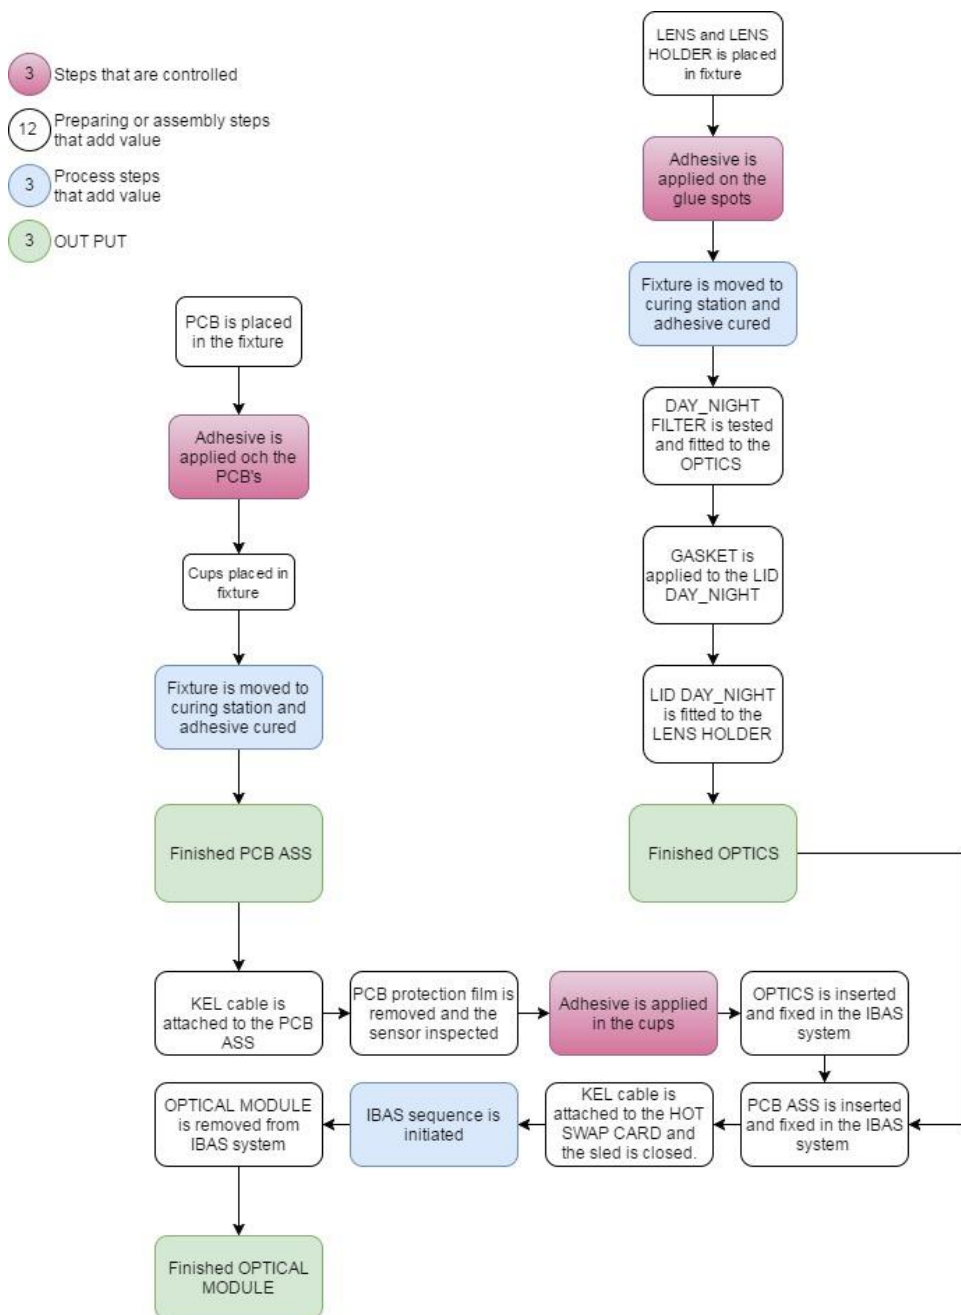 3
Steps that are controlled
12
Preparing or assembly steps
that add value
3
Process steps
that add value
3
OUT PUT
PCB is placed
in the fixture
Adhesive is
applied och the
PCB's
Cups placed in
fixture
Fixture is moved to
curing station and
adhesive cured
Finished PCB ASS
LENS and LENS
HOLDER is placed
in fixture
Adhesive is
applied on the
glue spots
Fixture is moved to
curing station and
adhesive cured
DAY_NIGHT
FILTER is tested
and fitted to the
OPTICS
GASKET is
applied to the LID
DAY_NIGHT
LID DAY_NIGHT
is fitted to the
LENS HOLDER
Finished OPTICS
KEL cable is
attached to the PCB
ASS
PCB protection film is
removed and the
sensor inspected
Adhesive is applied
in the cups
OPTICS is inserted
and fixed in the IBAS
system
PCB ASS is inserted
and fixed in the IBAS
system
KEL cable is
attached to the HOT
SWAP CARD and
the sled is closed.
IBAS sequence is
initiated
OPTICAL MODULE
is removed from
IBAS system
Finished OPTICAL
MODULE